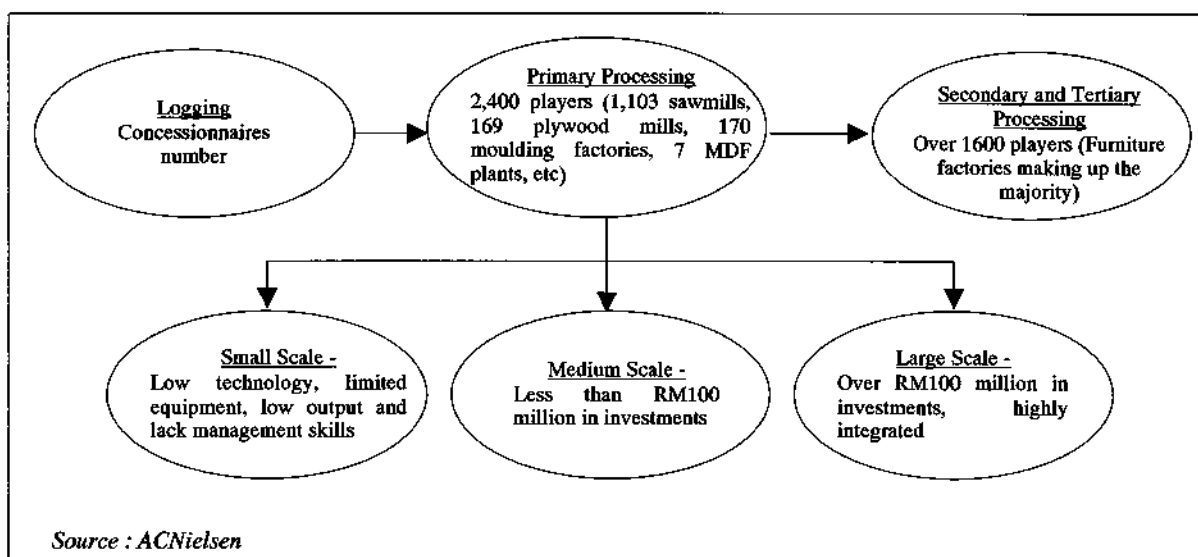 Logging
Concessionnaires
number
Primary Processing
2,400 players (1,103 sawmills,
169 plywood mills, 170
moulding factories, 7 MDF
plants, etc)
Secondary and Tertiary
Processing
Over 1600 players (Furniture
factories making up the
majority)
Small Scale -
Low technology, limited
equipment, low output and
lack management skills
Medium Scale -
Less than RM100
million in investments
Large Scale -
Over RM100 million in
investments, highly
integrated
Source : ACNielsen